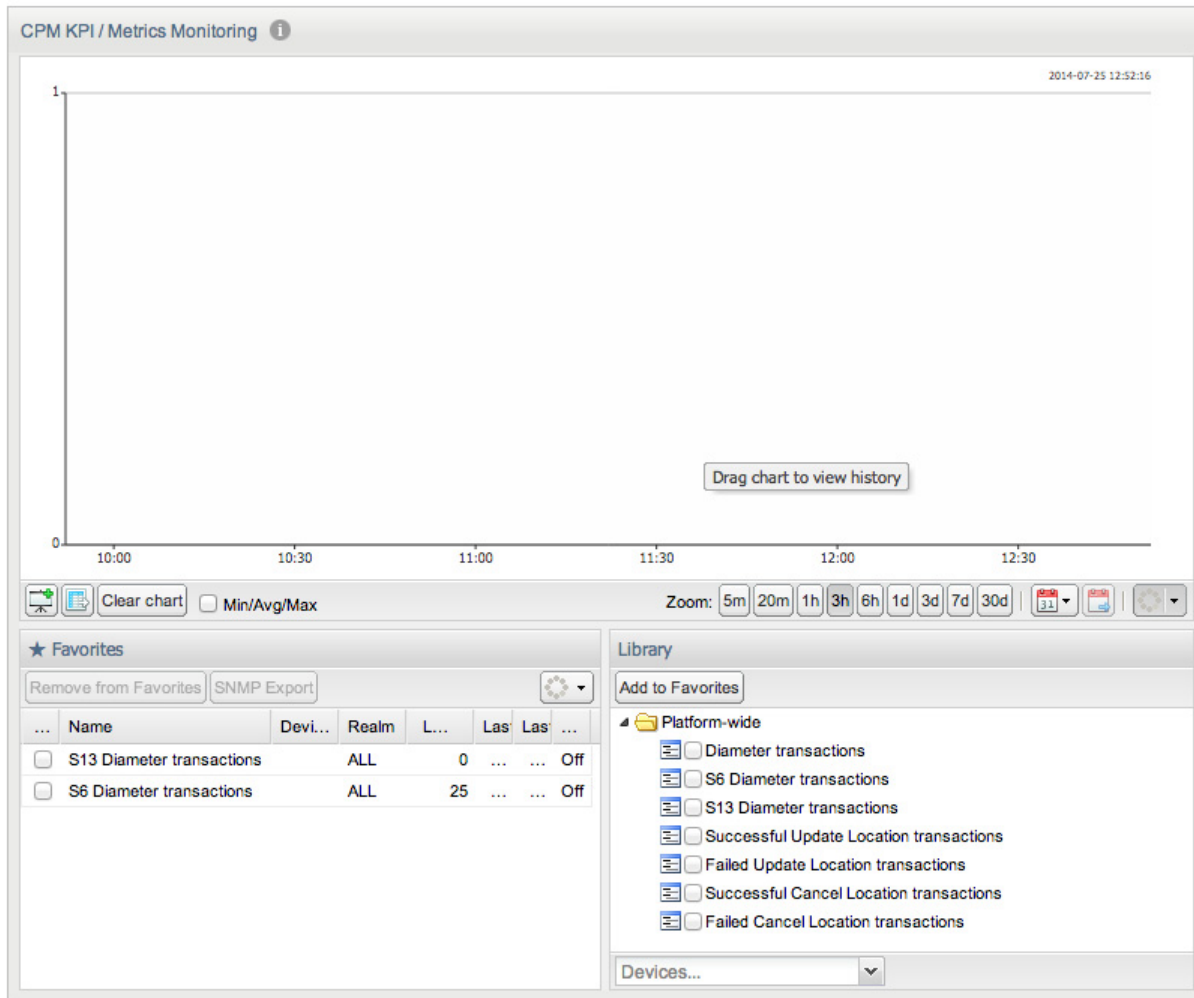 CPM KPI / Metrics Monitoring i
2014-07-25 12:52:16
1
Drag chart to view history
0
10:00 10:30 11:00 11:30 12:00 12:30
Clear chart Min/Avg/Max Zoom: 5m 20m 1h 3h 6h 1d 3d 7d 30d 31
Favorites
Remove from Favorites SNMP Export
... Name Devi... Realm L... Las Las ...
S13 Diameter transactions ALL 0 ... ... Off
S6 Diameter transactions ALL 25 ... ... Off
Library
Add to Favorites
Platform-wide
Diameter transactions
S6 Diameter transactions
S13 Diameter transactions
Successful Update Location transactions
Failed Update Location transactions
Successful Cancel Location transactions
Failed Cancel Location transactions
Devices...